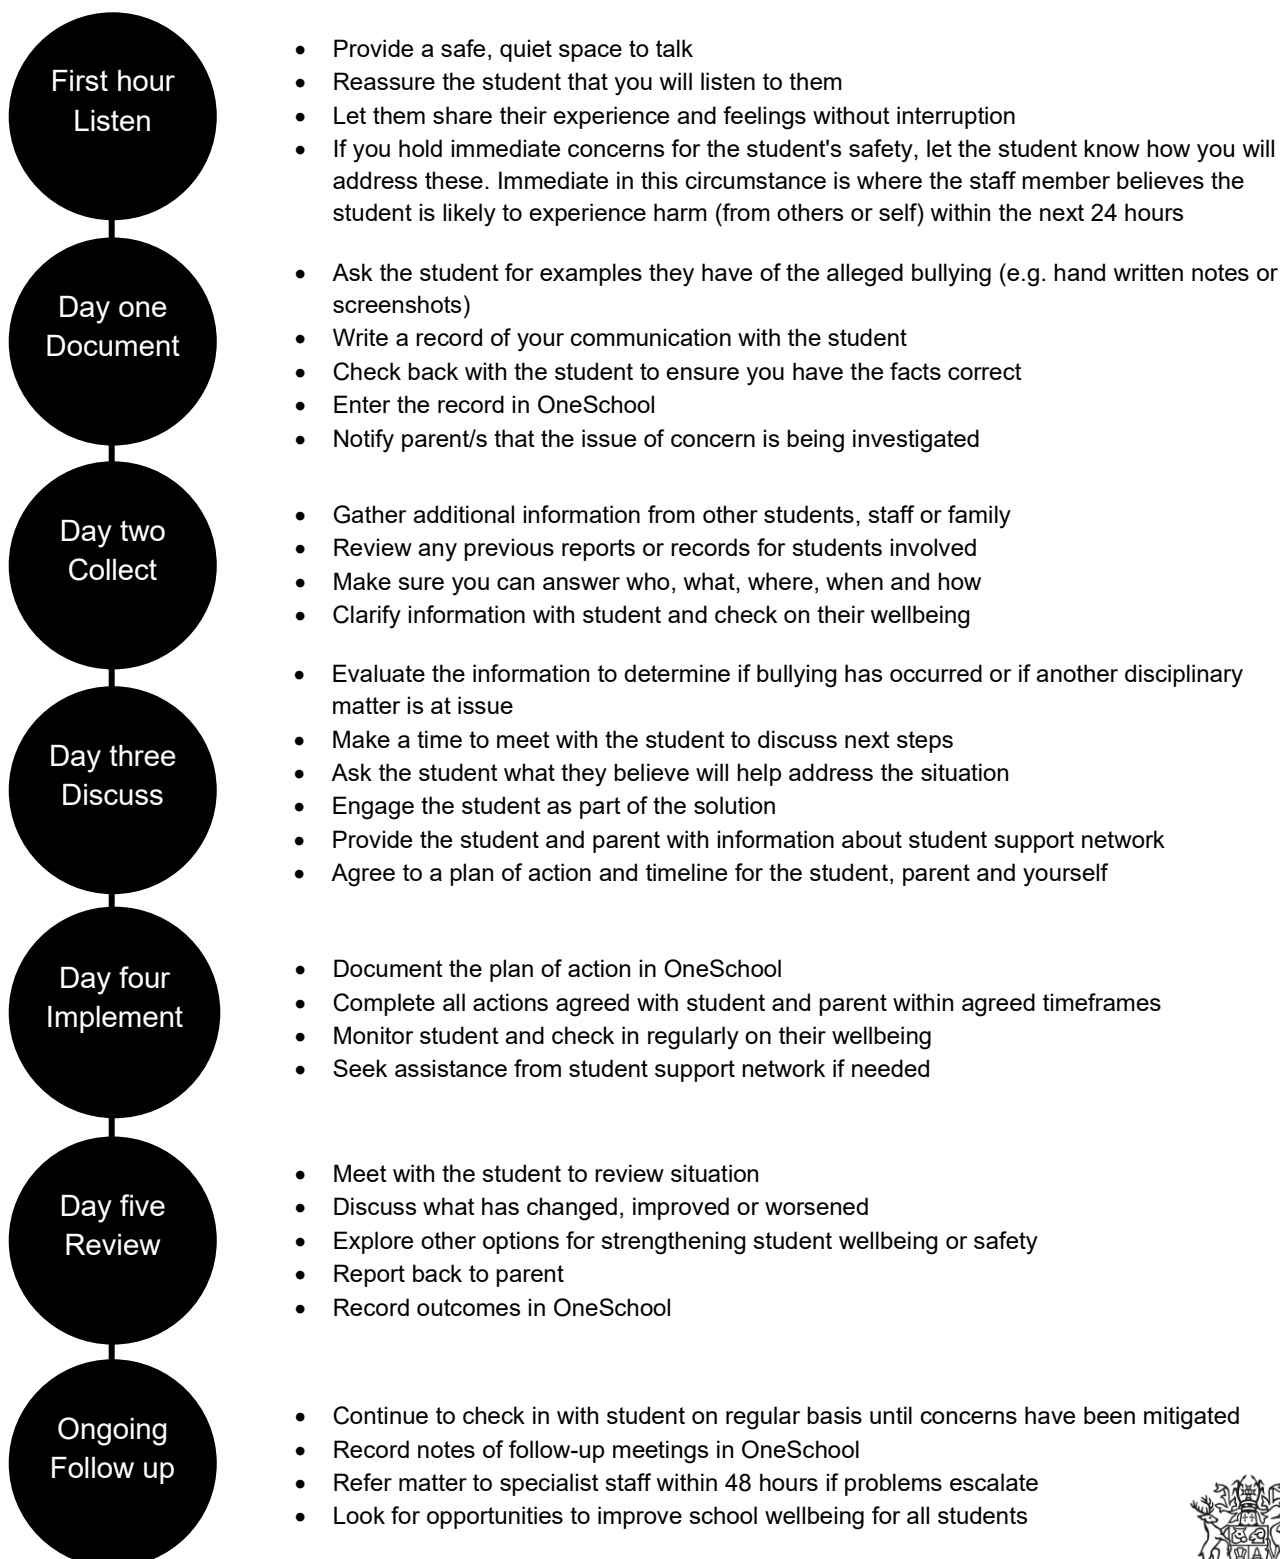 First hour
Listen
• Provide a safe, quiet space to talk
• Reassure the student that you will listen to them
• Let them share their experience and feelings without interruption
• If you hold immediate concerns for the student's safety, let the student know how you will
address these. Immediate in this circumstance is where the staff member believes the
student is likely to experience harm (from others or self) within the next 24 hours
Day one
Document
• Ask the student for examples they have of the alleged bullying (e.g. hand written notes or
screenshots)
• Write a record of your communication with the student
• Check back with the student to ensure you have the facts correct
• Enter the record in OneSchool
• Notify parent/s that the issue of concern is being investigated
Day two
Collect
• Gather additional information from other students, staff or family
• Review any previous reports or records for students involved
• Make sure you can answer who, what, where, when and how
• Clarify information with student and check on their wellbeing
Day three
Discuss
• Evaluate the information to determine if bullying has occurred or if another disciplinary
matter is at issue
• Make a time to meet with the student to discuss next steps
• Ask the student what they believe will help address the situation
• Engage the student as part of the solution
• Provide the student and parent with information about student support network
• Agree to a plan of action and timeline for the student, parent and yourself
Day four
Implement
• Document the plan of action in OneSchool
• Complete all actions agreed with student and parent within agreed timeframes
• Monitor student and check in regularly on their wellbeing
• Seek assistance from student support network if needed
Day five
Review
• Meet with the student to review situation
• Discuss what has changed, improved or worsened
• Explore other options for strengthening student wellbeing or safety
• Report back to parent
• Record outcomes in OneSchool
Ongoing
Follow up
• Continue to check in with student on regular basis until concerns have been mitigated
• Record notes of follow-up meetings in OneSchool
• Refer matter to specialist staff within 48 hours if problems escalate
• Look for opportunities to improve school wellbeing for all students